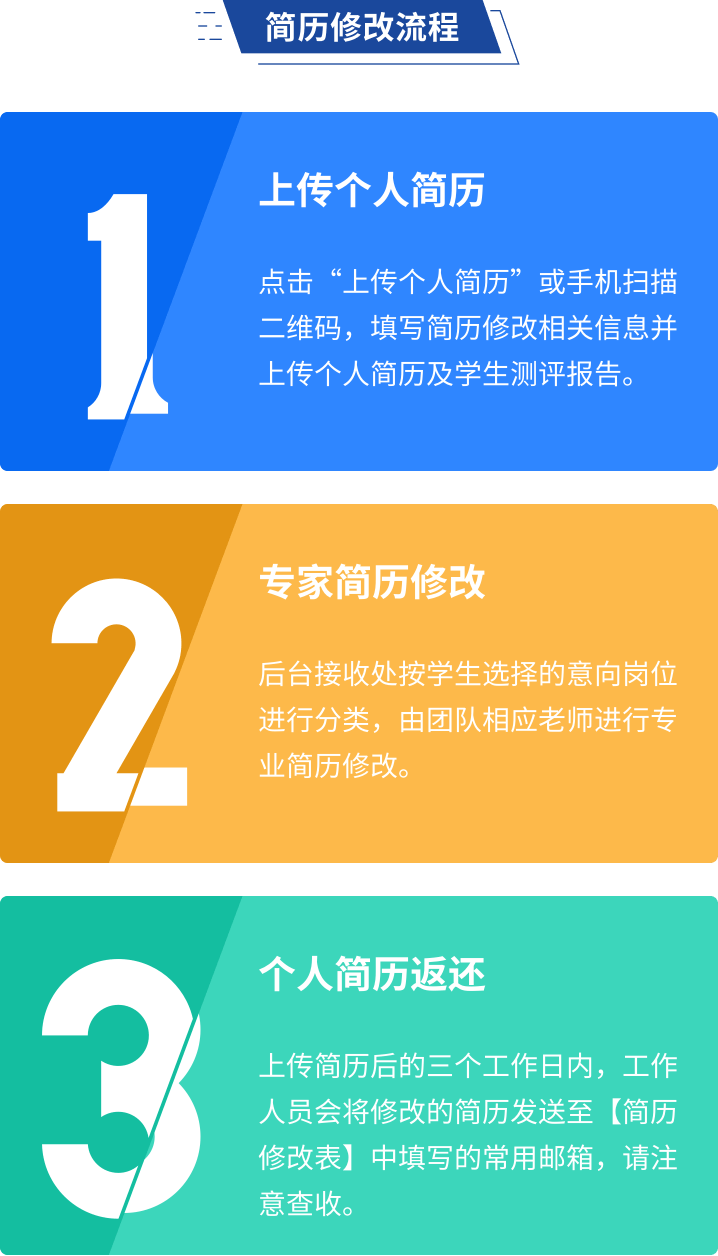 简历修改流程
1
上传个人简历
点击“上传个人简历”或手机扫描
二维码，填写简历修改相关信息并
上传个人简历及学生测评报告。
2
专家简历修改
后台接收处按学生选择的意向岗位
进行分类，由团队相应老师进行专
业简历修改。
3
个人简历返还
上传简历后的三个工作日内，工作
人员会将修改的简历发送至【简历
修改表】中填写的常用邮箱，请注
意查收。